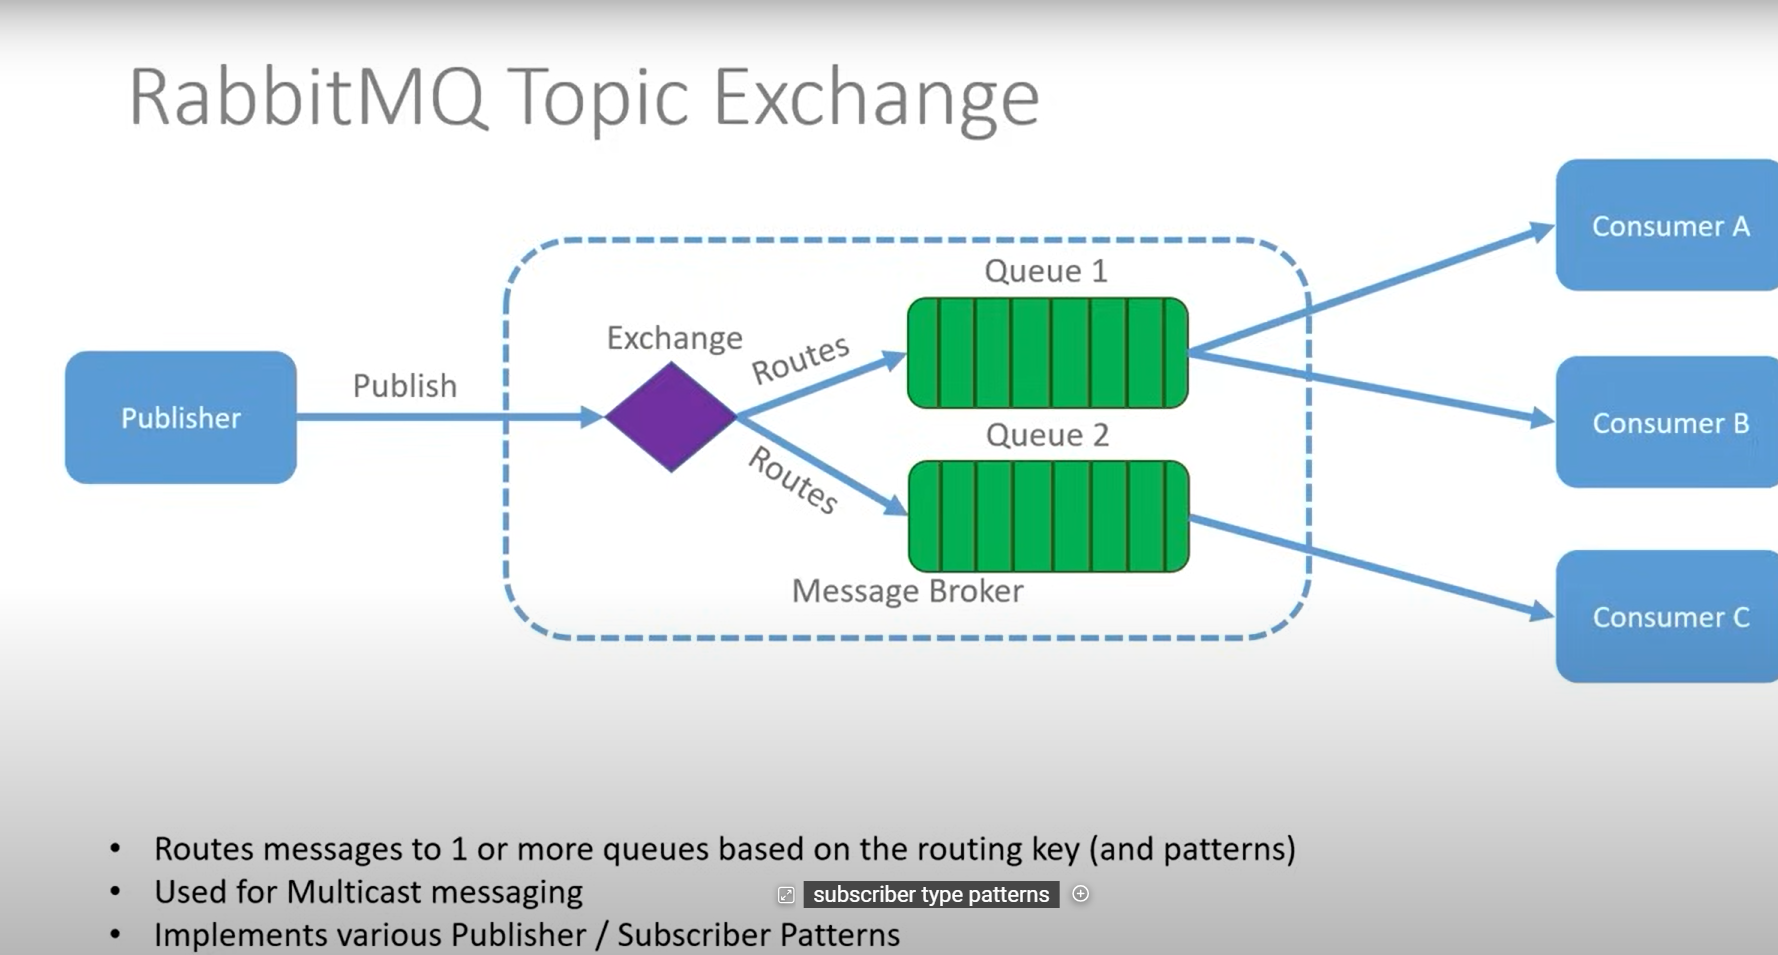 RabbitMQ Topic Exchange
Consumer A
Queue 1
Exchange
Routes
Publish
Publisher
Consumer B
Queue 2
Routes
Message Broker
Consumer C
• Routes messages to 1 or more queues based on the routing key (and patterns)
• Used for Multicast messaging
subscriber type patterns
• Implements various Publisher / Subscriber Patterns